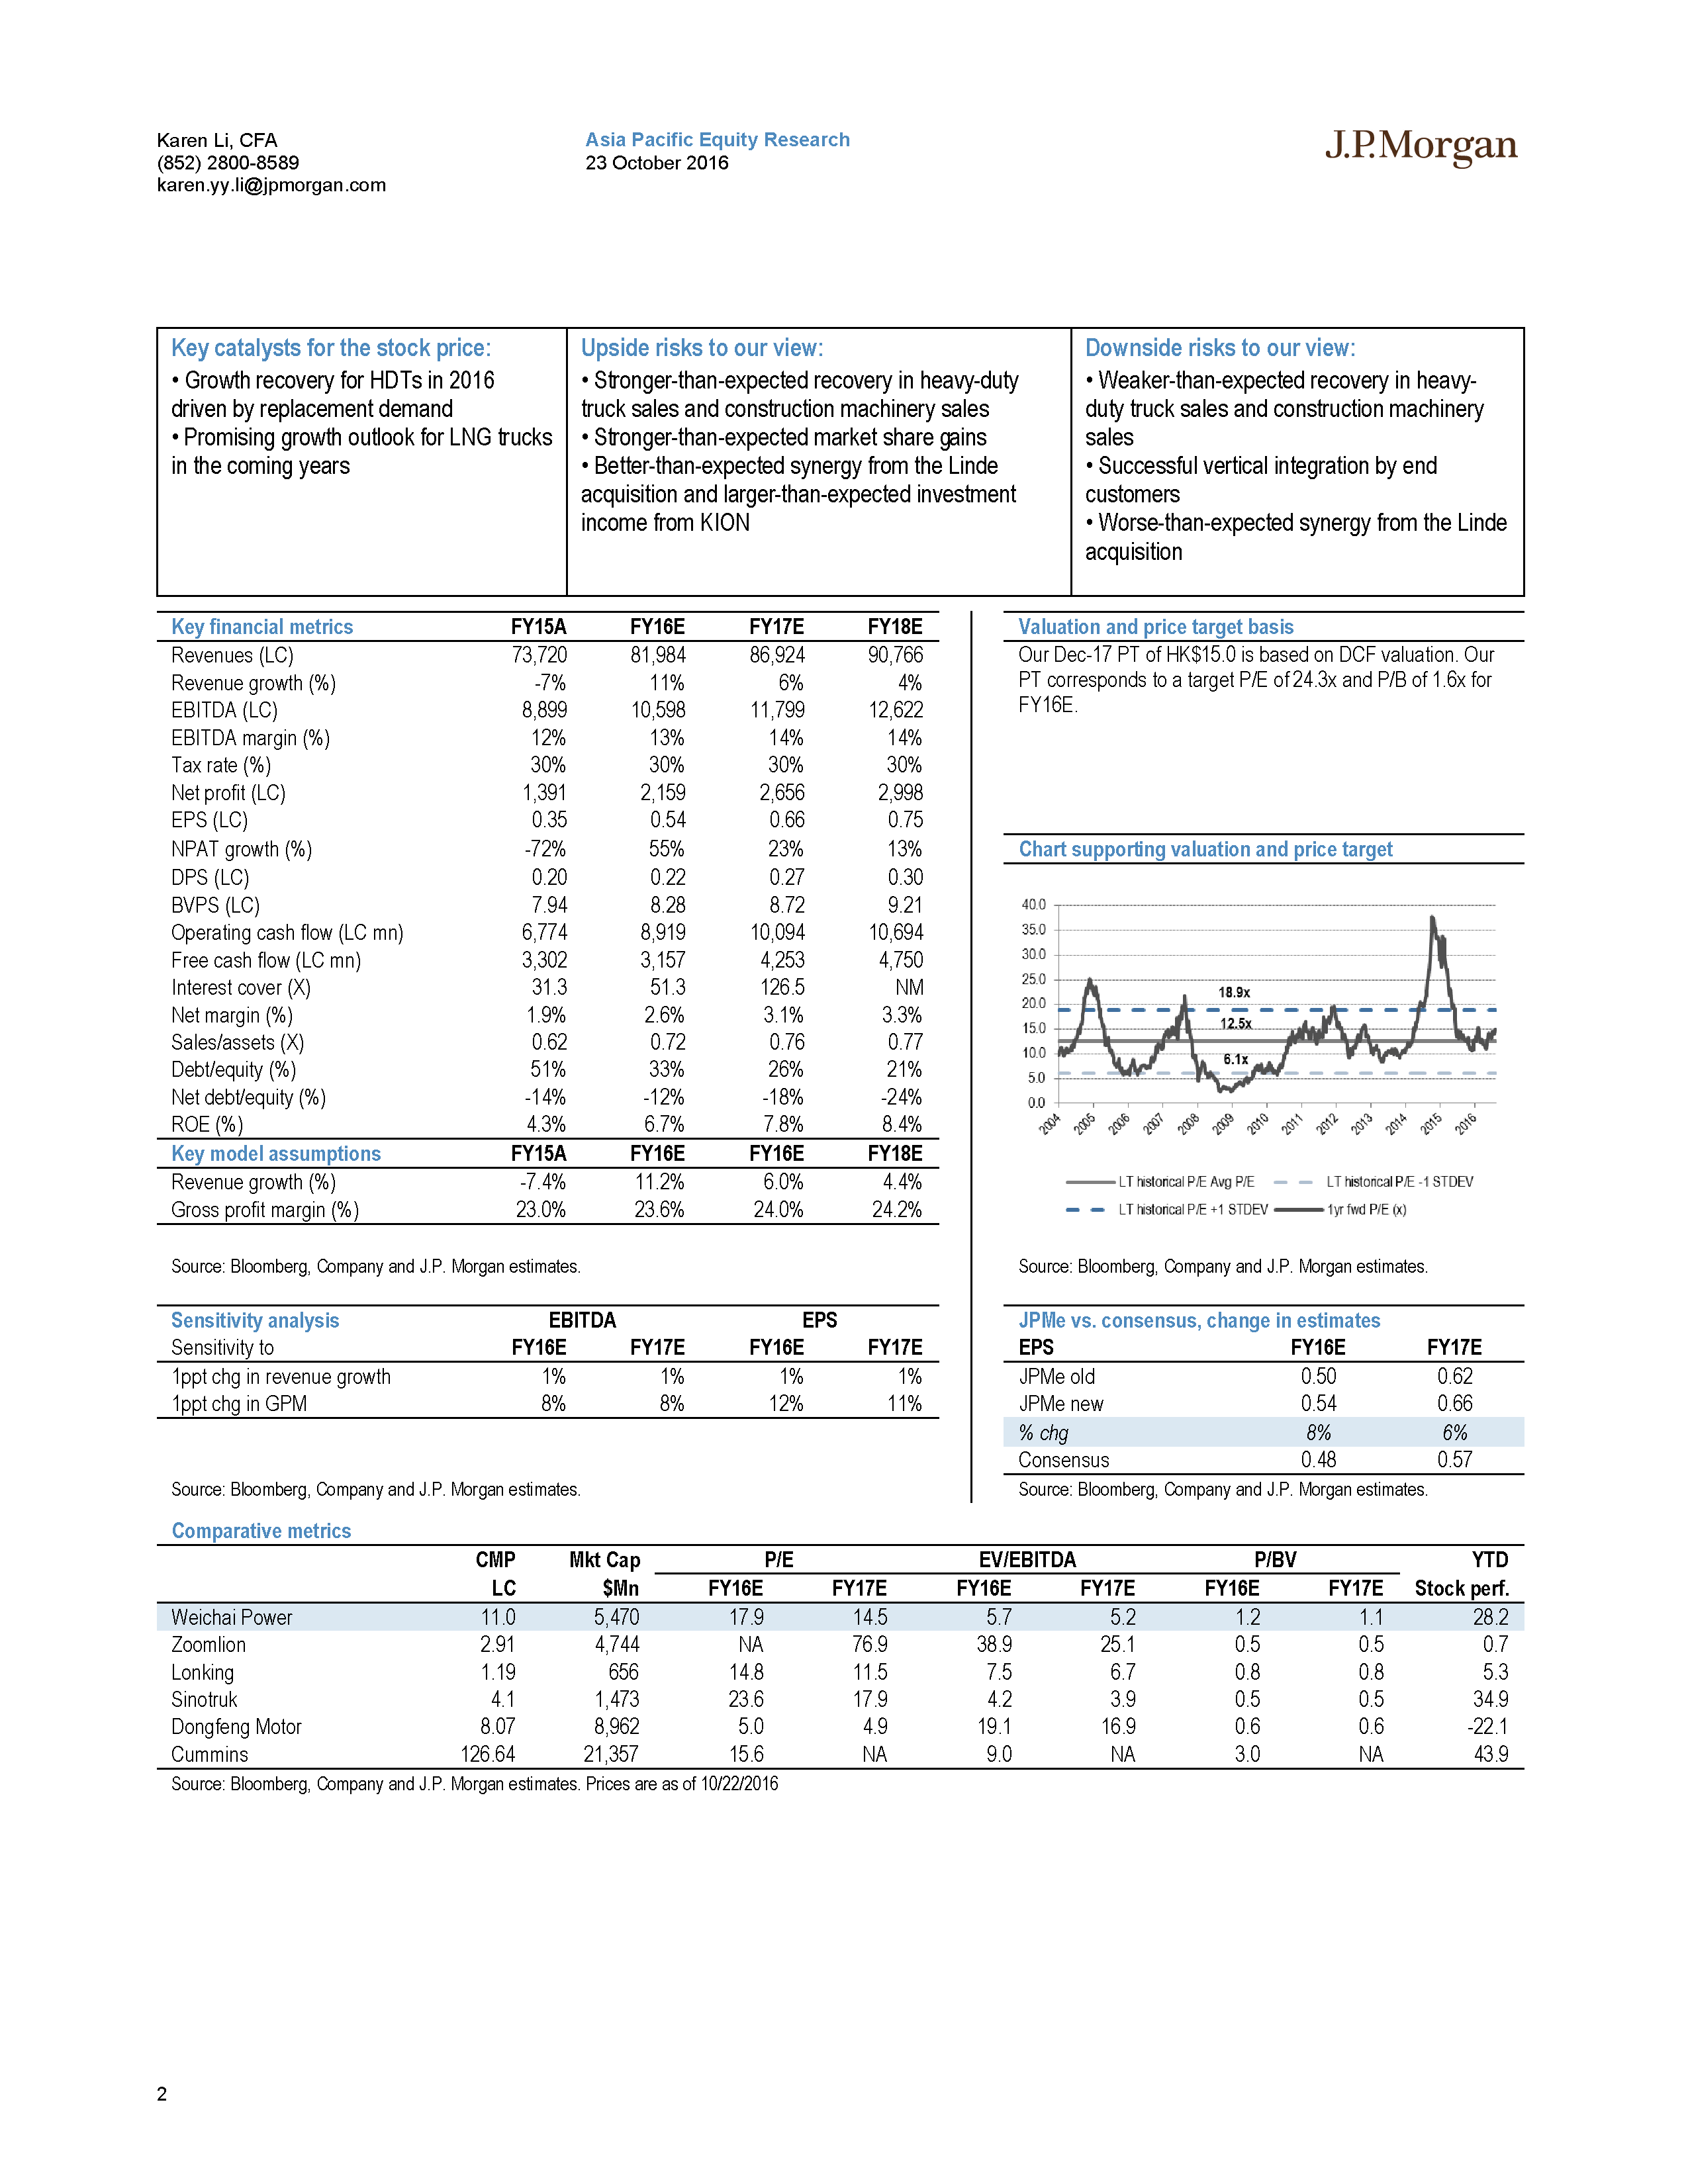 Karen Li, CFA
(852) 2800-8589
karen.yy.li@jpmorgan.com
Asia Pacific Equity Research
23 October 2016
J.P.Morgan
Key catalysts for the stock price:
• Growth recovery for HDTs in 2016
driven by replacement demand
• Promising growth outlook for LNG trucks
in the coming years
Upside risks to our view:
• Stronger-than-expected recovery in heavy-duty
truck sales and construction machinery sales
• Stronger-than-expected market share gains
• Better-than-expected synergy from the Linde
acquisition and larger-than-expected investment
income from KION
Downside risks to our view:
• Weaker-than-expected recovery in heavy-
duty truck sales and construction machinery
sales
• Successful vertical integration by end
customers
• Worse-than-expected synergy from the Linde
acquisition
Key financial metrics FY15A FY16E FY17E FY18E
Revenues (LC) 73,720 81,984 86,924 90,766
Revenue growth (%) -7% 11% 6% 4%
EBITDA (LC) 8,899 10,598 11,799 12,622
EBITDA margin (%) 12% 13% 14% 14%
Tax rate (%) 30% 30% 30% 30%
Net profit (LC) 1,391 2,159 2,656 2,998
EPS (LC) 0.35 0.54 0.66 0.75
NPAT growth (%) -72% 55% 23% 13%
DPS (LC) 0.20 0.22 0.27 0.30
BVPS (LC) 7.94 8.28 8.72 9.21
Operating cash flow (LC mn) 6,774 8,919 10,094 10,694
Free cash flow (LC mn) 3,302 3,157 4,253 4,750
Interest cover (X) 31.3 51.3 126.5 NM
Net margin (%) 1.9% 2.6% 3.1% 3.3%
Sales/assets (X) 0.62 0.72 0.76 0.77
Debt/equity (%) 51% 33% 26% 21%
Net debt/equity (%) -14% -12% -18% -24%
ROE (%) 4.3% 6.7% 7.8% 8.4%
Key model assumptions FY15A FY16E FY16E FY18E
Revenue growth (%) -7.4% 11.2% 6.0% 4.4%
Gross profit margin (%) 23.0% 23.6% 24.0% 24.2%
Source: Bloomberg, Company and J.P. Morgan estimates.
Valuation and price target basis
Our Dec-17 PT of HK$15.0 is based on DCF valuation. Our
PT corresponds to a target P/E of 24.3x and P/B of 1.6x for
FY16E.
Chart supporting valuation and price target
40.0
35.0
30.0
25.0
20.0
15.0
10.0
5.0
0.0
18.9x
12.5x
6.1x
2004 2005 2006 2007 2008 2009 2010 2011 2012 2013 2014 2015 2016
LT historical P/E Avg P/E LT historical P/E -1 STDEV
LT historical P/E +1 STDEV 1yr fwd P/E (x)
Source: Bloomberg, Company and J.P. Morgan estimates.
Sensitivity analysis EBITDA EPS
Sensitivity to FY16E FY17E FY16E FY17E
1ppt chg in revenue growth 1% 1% 1% 1%
1ppt chg in GPM 8% 8% 12% 11%
Source: Bloomberg, Company and J.P. Morgan estimates.
JPMe vs. consensus, change in estimates
EPS FY16E FY17E
JPMe old 0.50 0.62
JPMe new 0.54 0.66
% chg 8% 6%
Consensus 0.48 0.57
Source: Bloomberg, Company and J.P. Morgan estimates.
Comparative metrics
CMP Mkt Cap P/E EV/EBITDA P/BV YTD
LC $Mn FY16E FY17E FY16E FY17E FY16E FY17E Stock perf.
Weichai Power 11.0 5,470 17.9 14.5 5.7 5.2 1.2 1.1 28.2
Zoomlion 2.91 4,744 NA 76.9 38.9 25.1 0.5 0.5 0.7
Lonking 1.19 656 14.8 11.5 7.5 6.7 0.8 0.8 5.3
Sinotruk 4.1 1,473 23.6 17.9 4.2 3.9 0.5 0.5 34.9
Dongfeng Motor 8.07 8,962 5.0 4.9 19.1 16.9 0.6 0.6 -22.1
Cummins 126.64 21,357 15.6 NA 9.0 NA 3.0 NA 43.9
Source: Bloomberg, Company and J.P. Morgan estimates. Prices are as of 10/22/2016
2